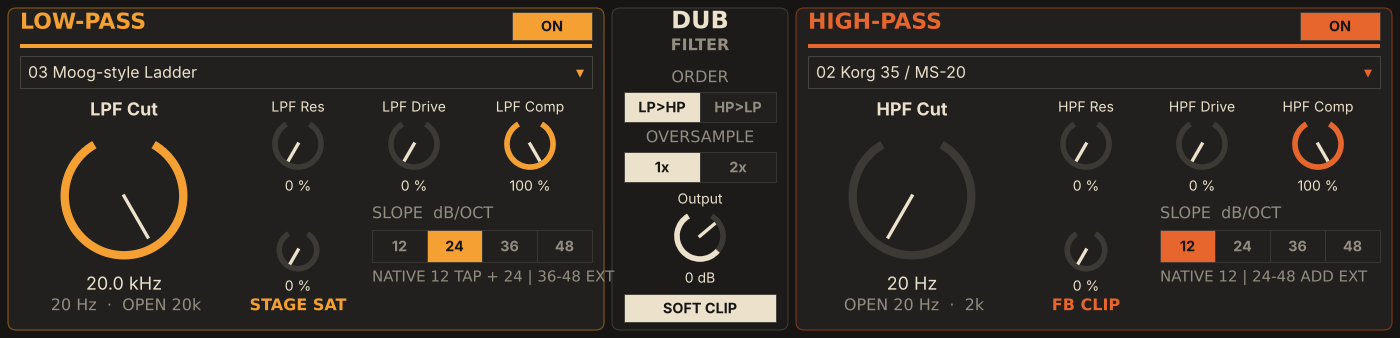 LOW-PASS
ON
03 Moog-style Ladder
LPF Cut
LPF Res
LPF Drive
LPF Comp
0 %
0 %
100 %
SLOPE dB/OCT
12 24 36 48
NATIVE 12 TAP + 24 | 36-48 EXT
20.0 kHz
20 Hz · OPEN 20k
0 %
STAGE SAT
DUB
FILTER
ORDER
LP>HP HP>LP
OVERSAMPLE
1x 2x
Output
0 dB
SOFT CLIP
HIGH-PASS
ON
02 Korg 35 / MS-20
HPF Cut
HPF Res
HPF Drive
HPF Comp
0 %
0 %
100 %
SLOPE dB/OCT
12 24 36 48
NATIVE 12 | 24-48 ADD EXT
20 Hz
OPEN 20 Hz · 2k
0 %
FB CLIP